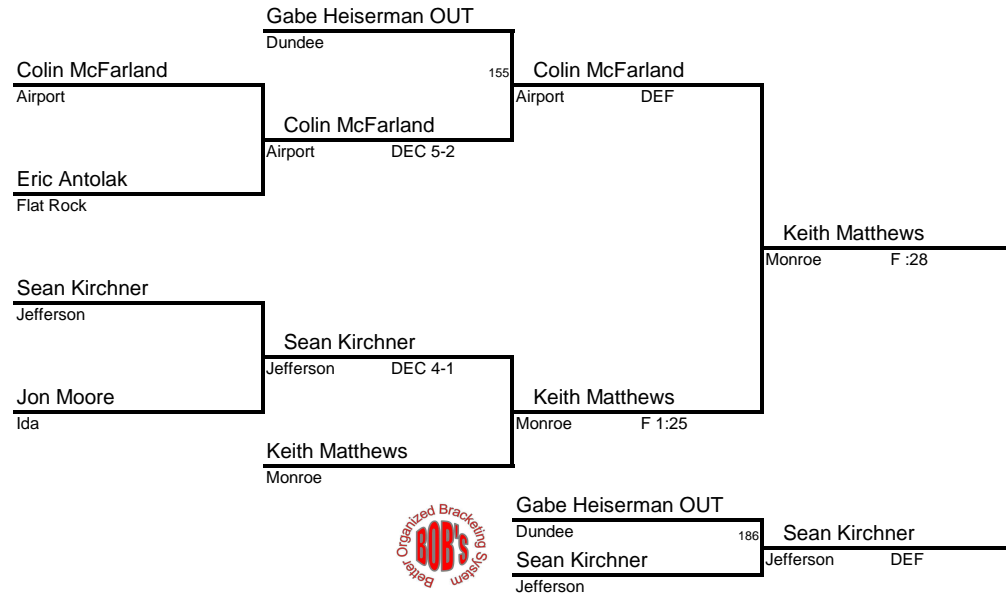 Gabe Heiserman OUT
Dundee
Colin McFarland
Airport
155
Colin McFarland
Airport DEF
Colin McFarland
Airport DEC 5-2
Eric Antolak
Flat Rock
Keith Matthews
Monroe F :28
Sean Kirchner
Jefferson
Sean Kirchner
Jefferson DEC 4-1
Jon Moore
Ida
Keith Matthews
Monroe F 1:25
Keith Matthews
Monroe
Better Organized Bracketing System
BOB'S
Gabe Heiserman OUT
Dundee
186
Sean Kirchner
Jefferson DEF
Sean Kirchner
Jefferson